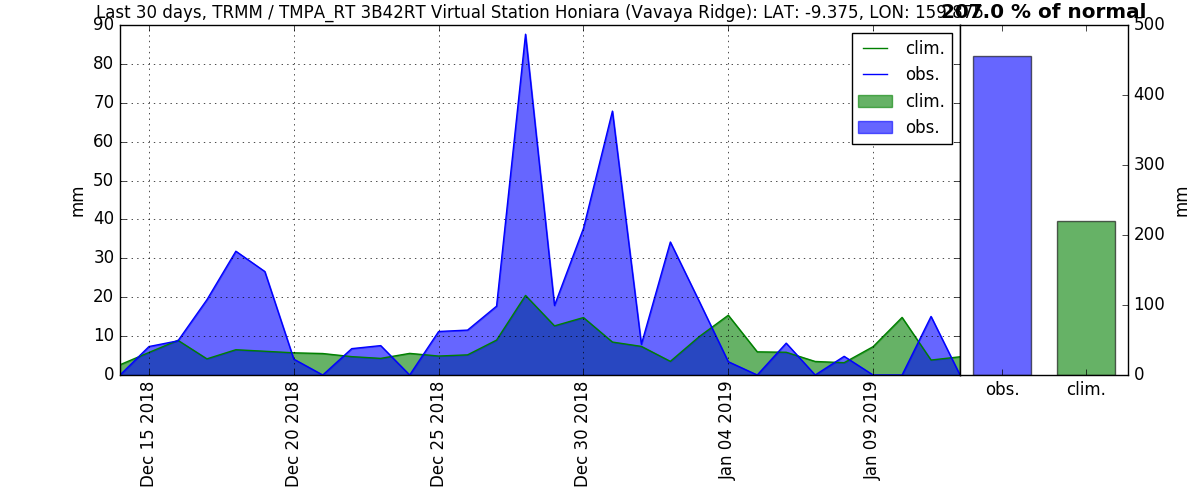 Last 30 days, TRMM / TMPA_RT 3B42RT Virtual Station Honiara (Vavaya Ridge): LAT: -9.375, LON:
207.0 % of normal
90
80
70
60
50
40
30
20
10
0
mm
clim.
obs.
clim.
obs.
500
400
300
200
100
0
mm
obs.
clim.
Dec 15 2018
Dec 20 2018
Dec 25 2018
Dec 30 2018
Jan 04 2019
Jan 09 2019